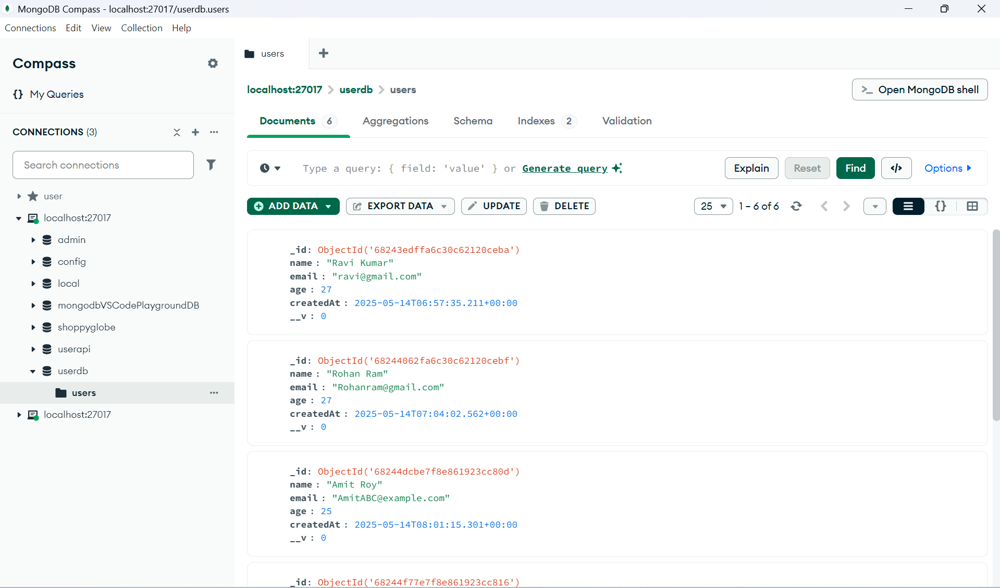 MongoDB Compass - localhost:27017/userdb.users
Connections Edit View Collection Help
Compass
{} My Queries
CONNECTIONS (3)
Search connections
user
localhost:27017
admin
config
local
mongodbVSCodePlaygroundDB
shoppyglobe
userapi
userdb
users
localhost:27017
users
localhost:27017 > userdb > users
>_ Open MongoDB shell
Documents 6 Aggregations Schema Indexes 2 Validation
Type a query: { field: 'value' } or Generate query
Explain Reset Find </> Options
ADD DATA EXPORT DATA UPDATE DELETE
25 1 – 6 of 6 {}
_id: ObjectId('68243edffa6c30c62120ceba')
name : "Ravi Kumar"
email : "ravi@gmail.com"
age : 27
createdAt : 2025-05-14T06:57:35.211+00:00
__v : 0
_id: ObjectId('68244062fa6c30c62120cebf')
name : "Rohan Ram"
email : "Rohanram@gmail.com"
age : 27
createdAt : 2025-05-14T07:04:02.562+00:00
__v : 0
_id: ObjectId('68244dcbe7f8e861923cc80d')
name : "Amit Roy"
email : "AmitABC@example.com"
age : 25
createdAt : 2025-05-14T08:01:15.301+00:00
__v : 0
_id: ObjectId('68244f77e7f8e861923cc816')